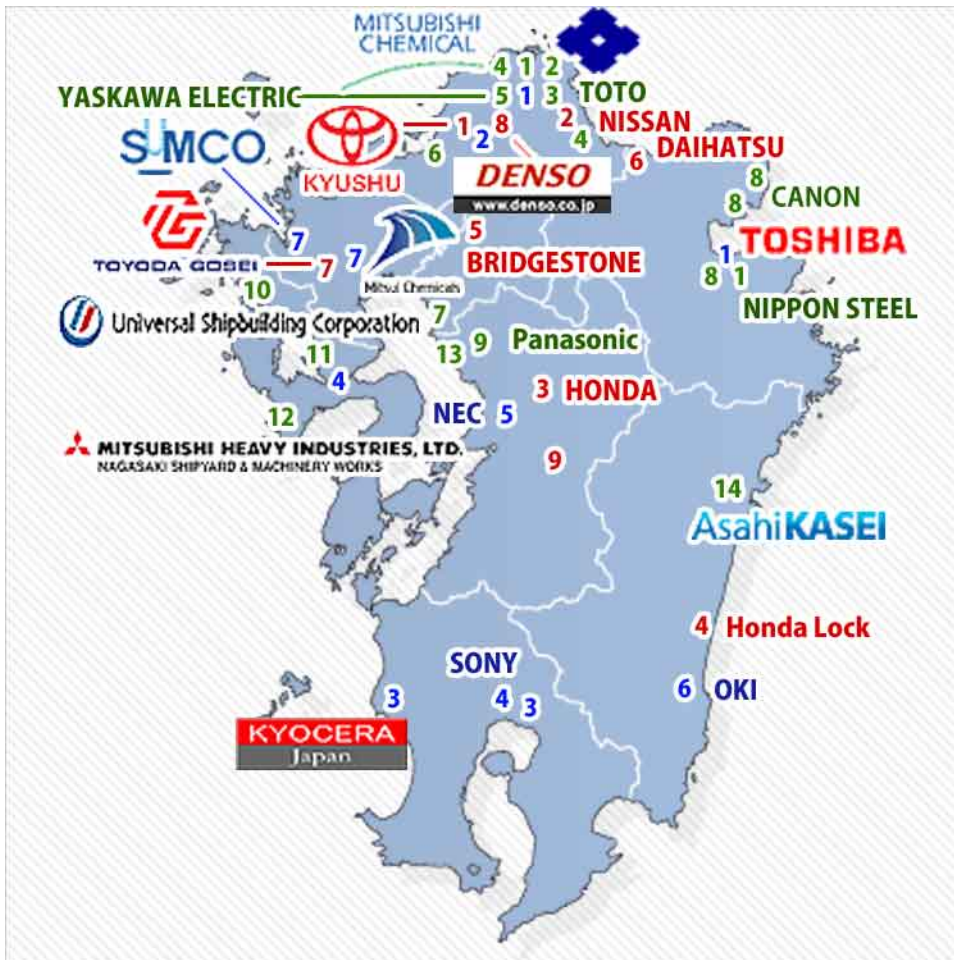 MITSUBISHI
CHEMICAL
4 1 2
YASKAWA ELECTRIC
5 1 3
TOTO
SUMCO
KYUSHU
1
2
8
2
NISSAN
6
4
DAIHATSU
6
DENSO
www.denso.co.jp
8
8
CANON
TG
TOYODA GOSEI
7
7
7
Mitsui Chemicals
5
BRIDGESTONE
TOSHIBA
1
8 1
NIPPON STEEL
10
Universal Shipbuilding Corporation
7
13
9
Panasonic
11
4
3
HONDA
12
NEC
5
MITSUBISHI HEAVY INDUSTRIES, LTD.
NAGASAKI SHIPYARD & MACHINERY WORKS
9
14
AsahiKASEI
4
Honda Lock
SONY
3
4
3
6
OKI
KYOCERA
Japan